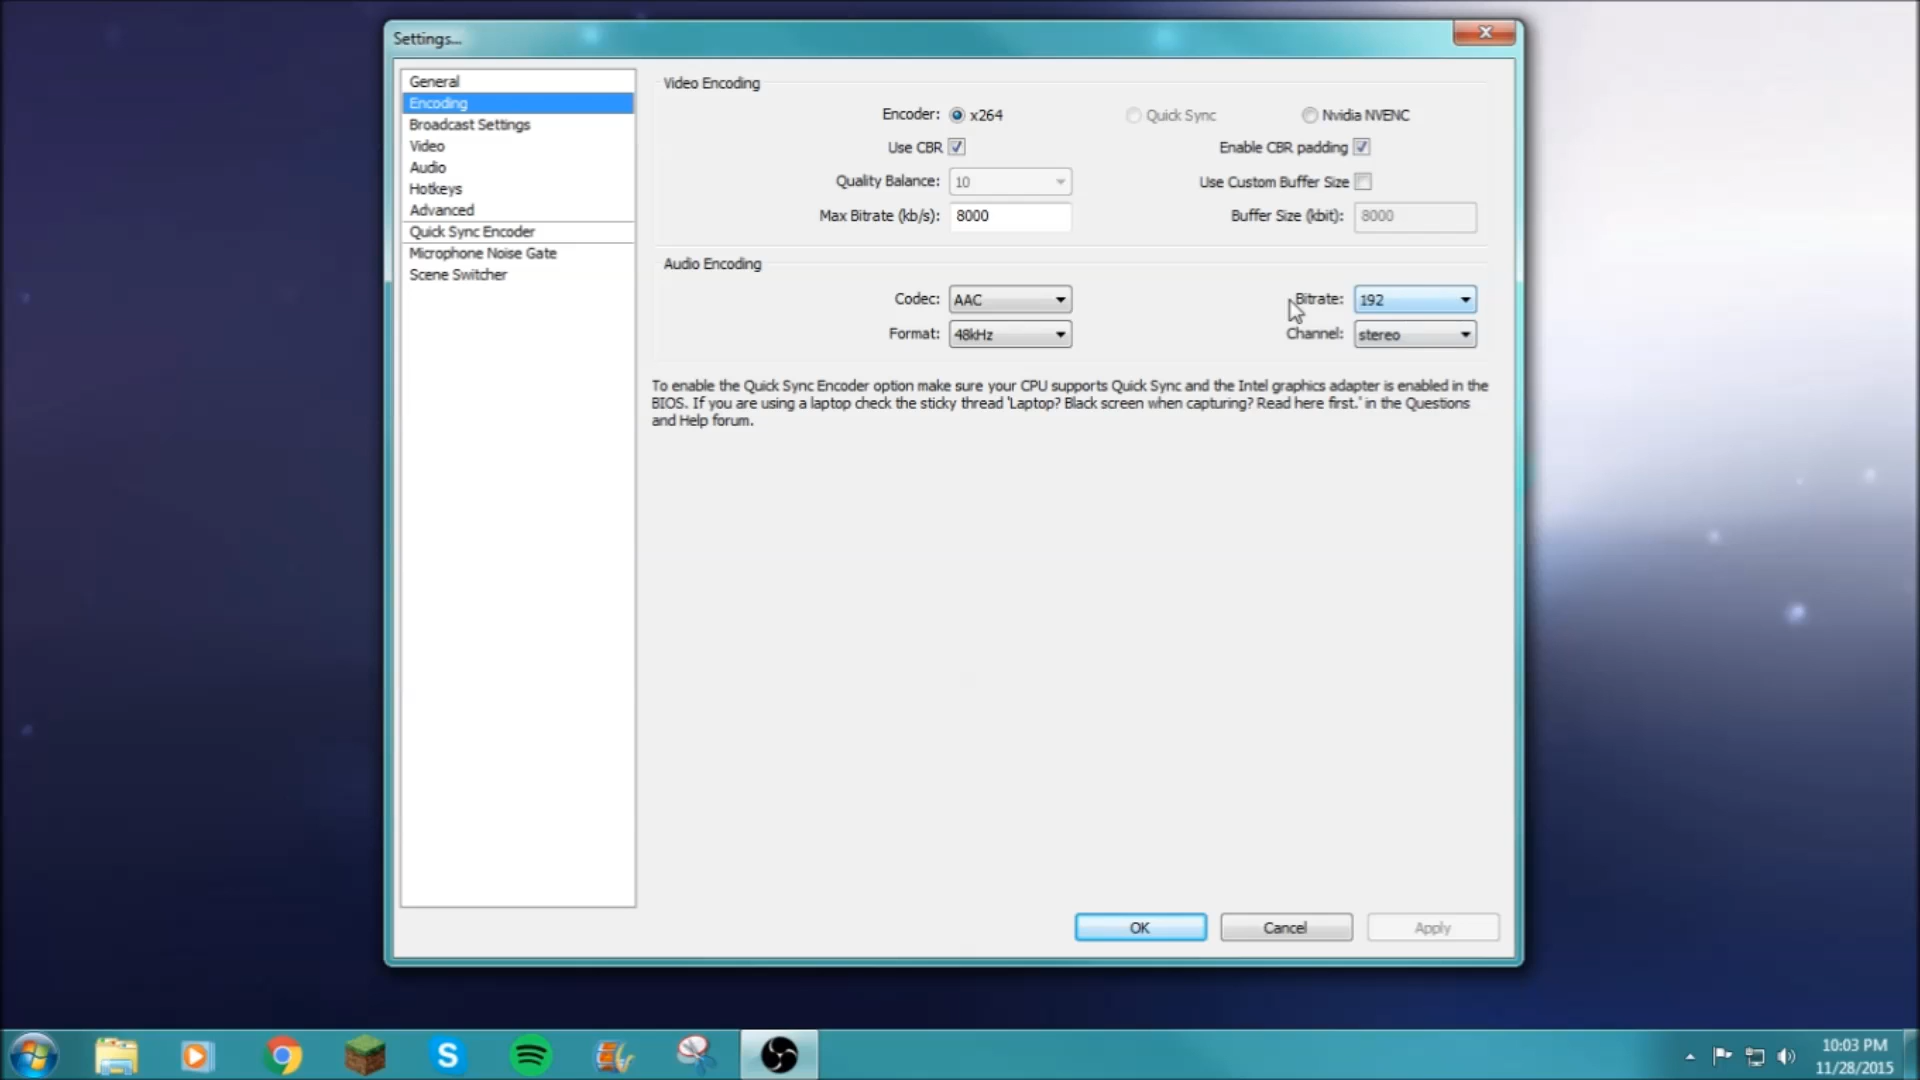 Settings...
General
Encoding
Broadcast Settings
Video
Audio
Hotkeys
Advanced
Quick Sync Encoder
Microphone Noise Gate
Scene Switcher
Video Encoding
Encoder: x264 Quick Sync Nvidia NVENC
Use CBR Enable CBR padding
Quality Balance: 10 Use Custom Buffer Size
Max Bitrate (kb/s): 8000 Buffer Size (kbit): 8000
Audio Encoding
Codec: AAC Bitrate: 192
Format: 48kHz Channel: stereo
To enable the Quick Sync Encoder option make sure your CPU supports Quick Sync and the Intel graphics adapter is enabled in the
BIOS. If you are using a laptop check the sticky thread 'Laptop? Black screen when capturing? Read here first.' in the Questions
and Help forum.
OK Cancel Apply
10:03 PM
11/28/2015